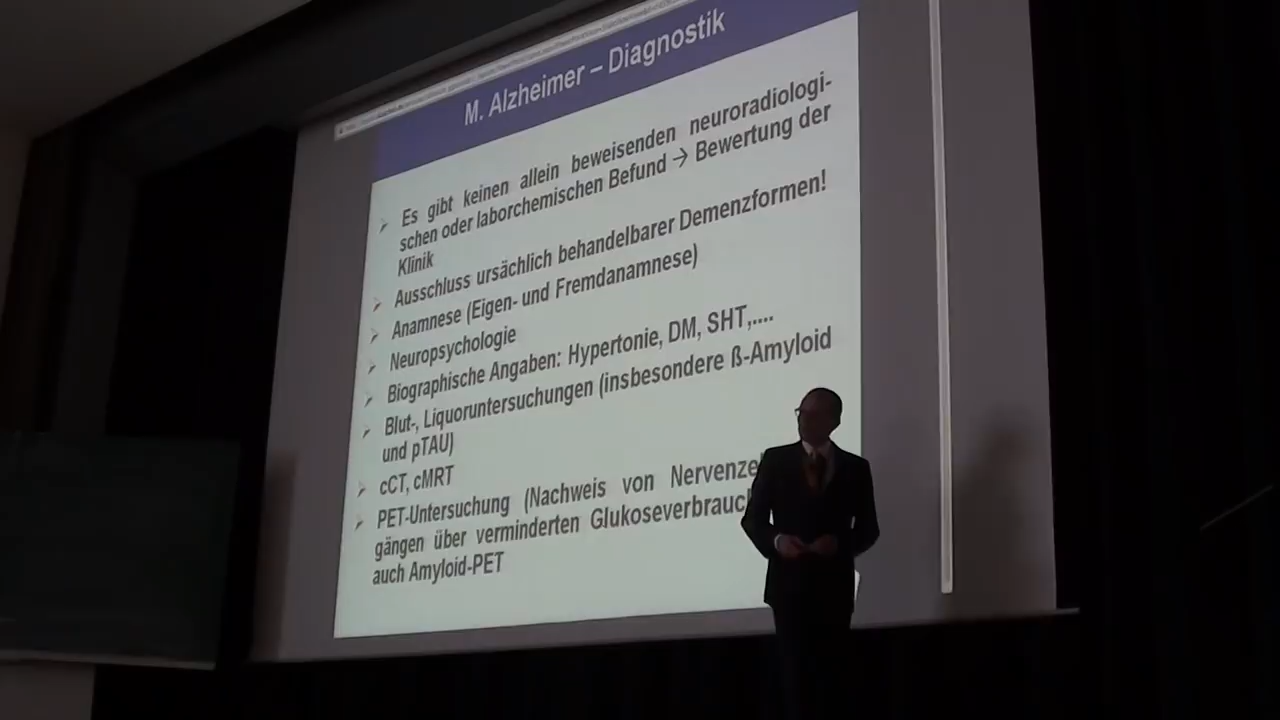 M. Alzheimer – Diagnostik
Es gibt keinen allein beweisenden neuroradiologi-
schen oder laborchemischen Befund → Bewertung der
Klinik
Ausschluss ursächlich behandelbarer Demenzformen!
Anamnese (Eigen- und Fremdanamnese)
Neuropsychologie
Biographische Angaben: Hypertonie, DM, SHT,....
Blut-, Liquoruntersuchungen (insbesondere ß-Amyloid
und pTAU)
cCT, cMRT
PET-Untersuchung (Nachweis von
gängen über verminderten
auch Amyloid-PET